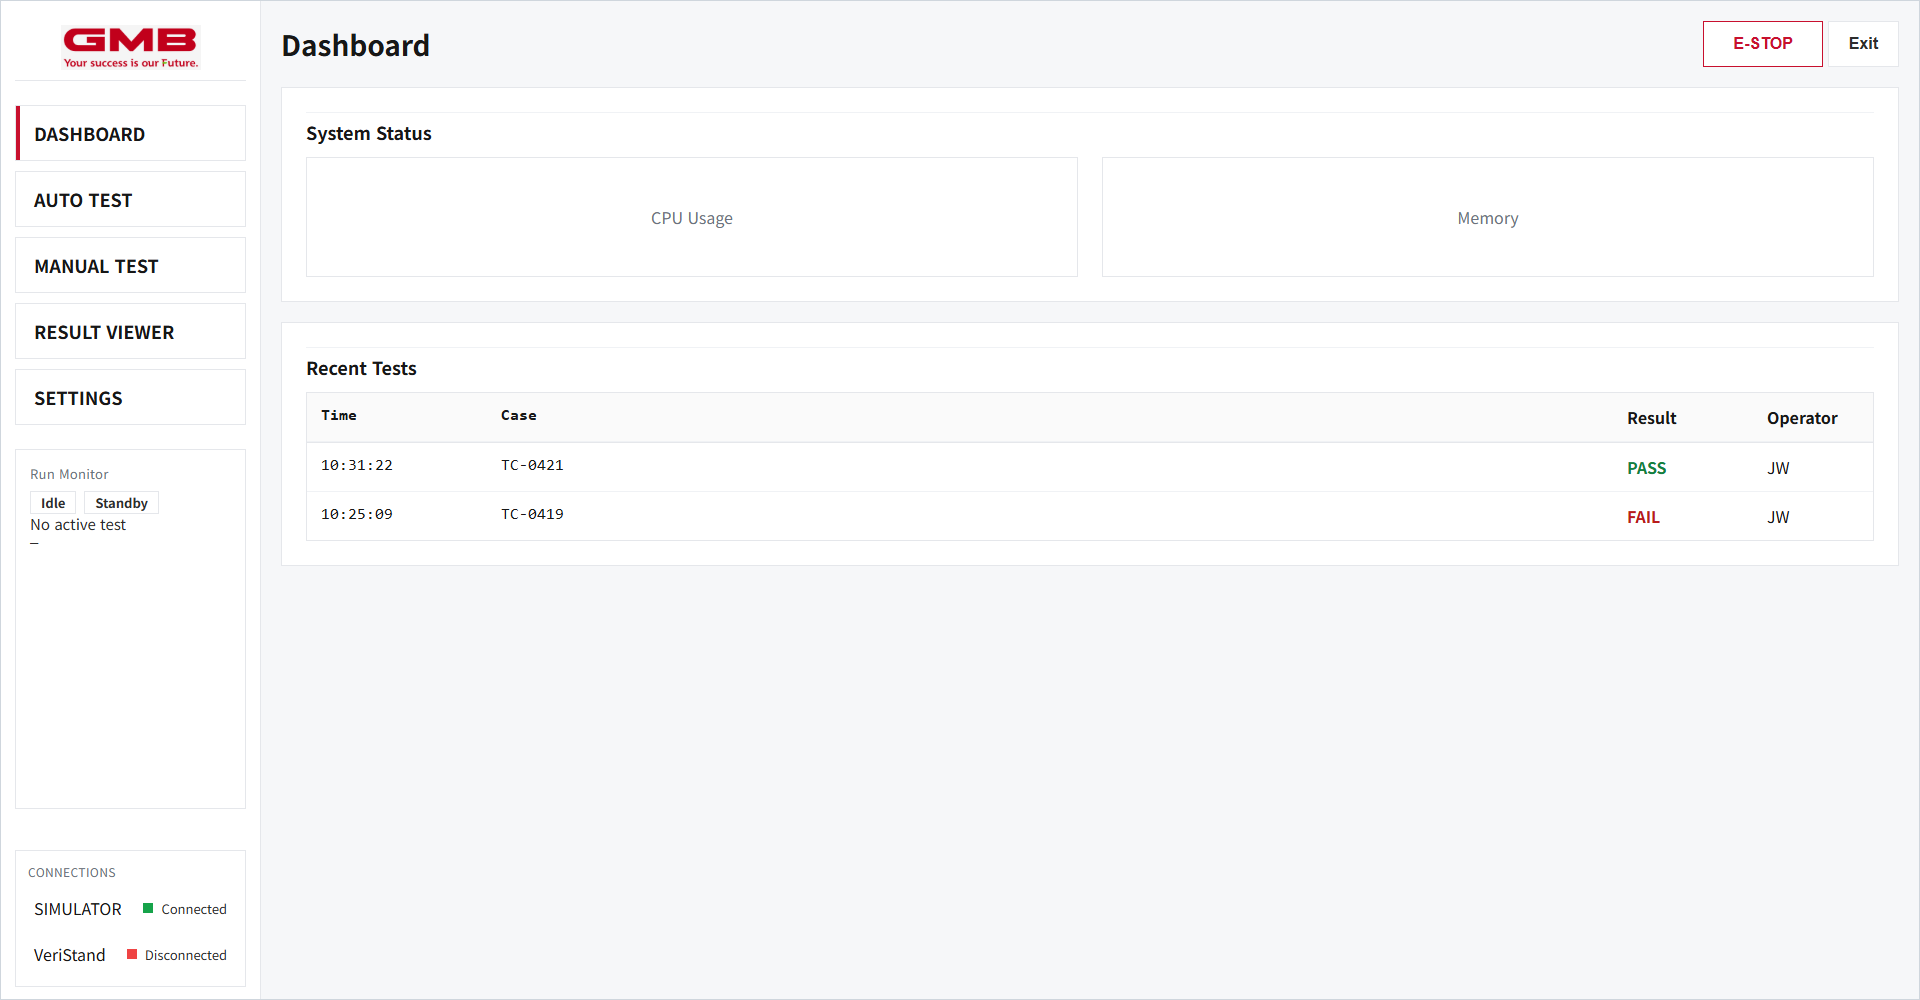 GMB
Your success is our Future.
DASHBOARD
AUTO TEST
MANUAL TEST
RESULT VIEWER
SETTINGS
Run Monitor
Idle Standby
No active test
–
CONNECTIONS
SIMULATOR Connected
VeriStand Disconnected
Dashboard
E-STOP Exit
System Status
CPU Usage Memory
Recent Tests
Time Case Result Operator
10:31:22 TC-0421 PASS JW
10:25:09 TC-0419 FAIL JW